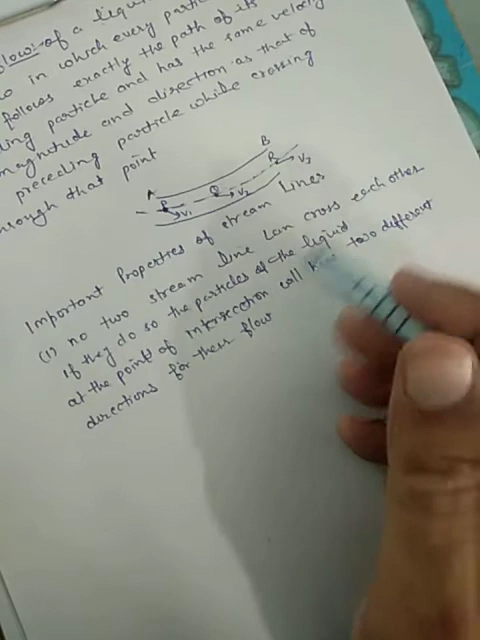 flow:- of a liquid
in which every
follows exactly the path of its
particle and has the same velocity
magnitude and direction as that of
preceding particle while crossing
through that point
A B
P Q R
V1 V2 V3
Important Properties of stream lines
(1) no two stream line can cross each other
If they do so the particles of the liquid
at the point of intersection will two different
directions for their flow